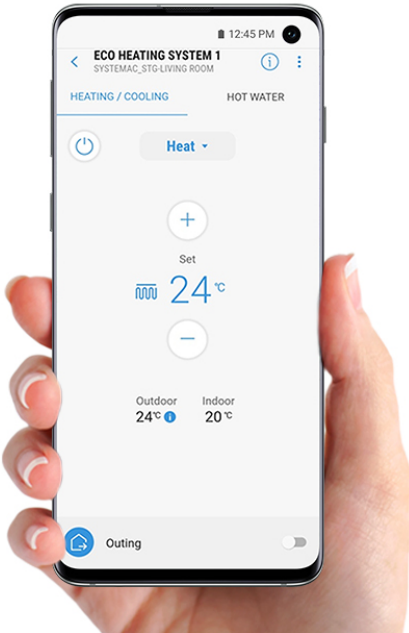 12:45 PM
ECO HEATING SYSTEM 1
SYSTEMAC_STG-LIVING ROOM
HEATING / COOLING HOT WATER
Heat
Set
24°C
Outdoor Indoor
24°C 20°C
Outing